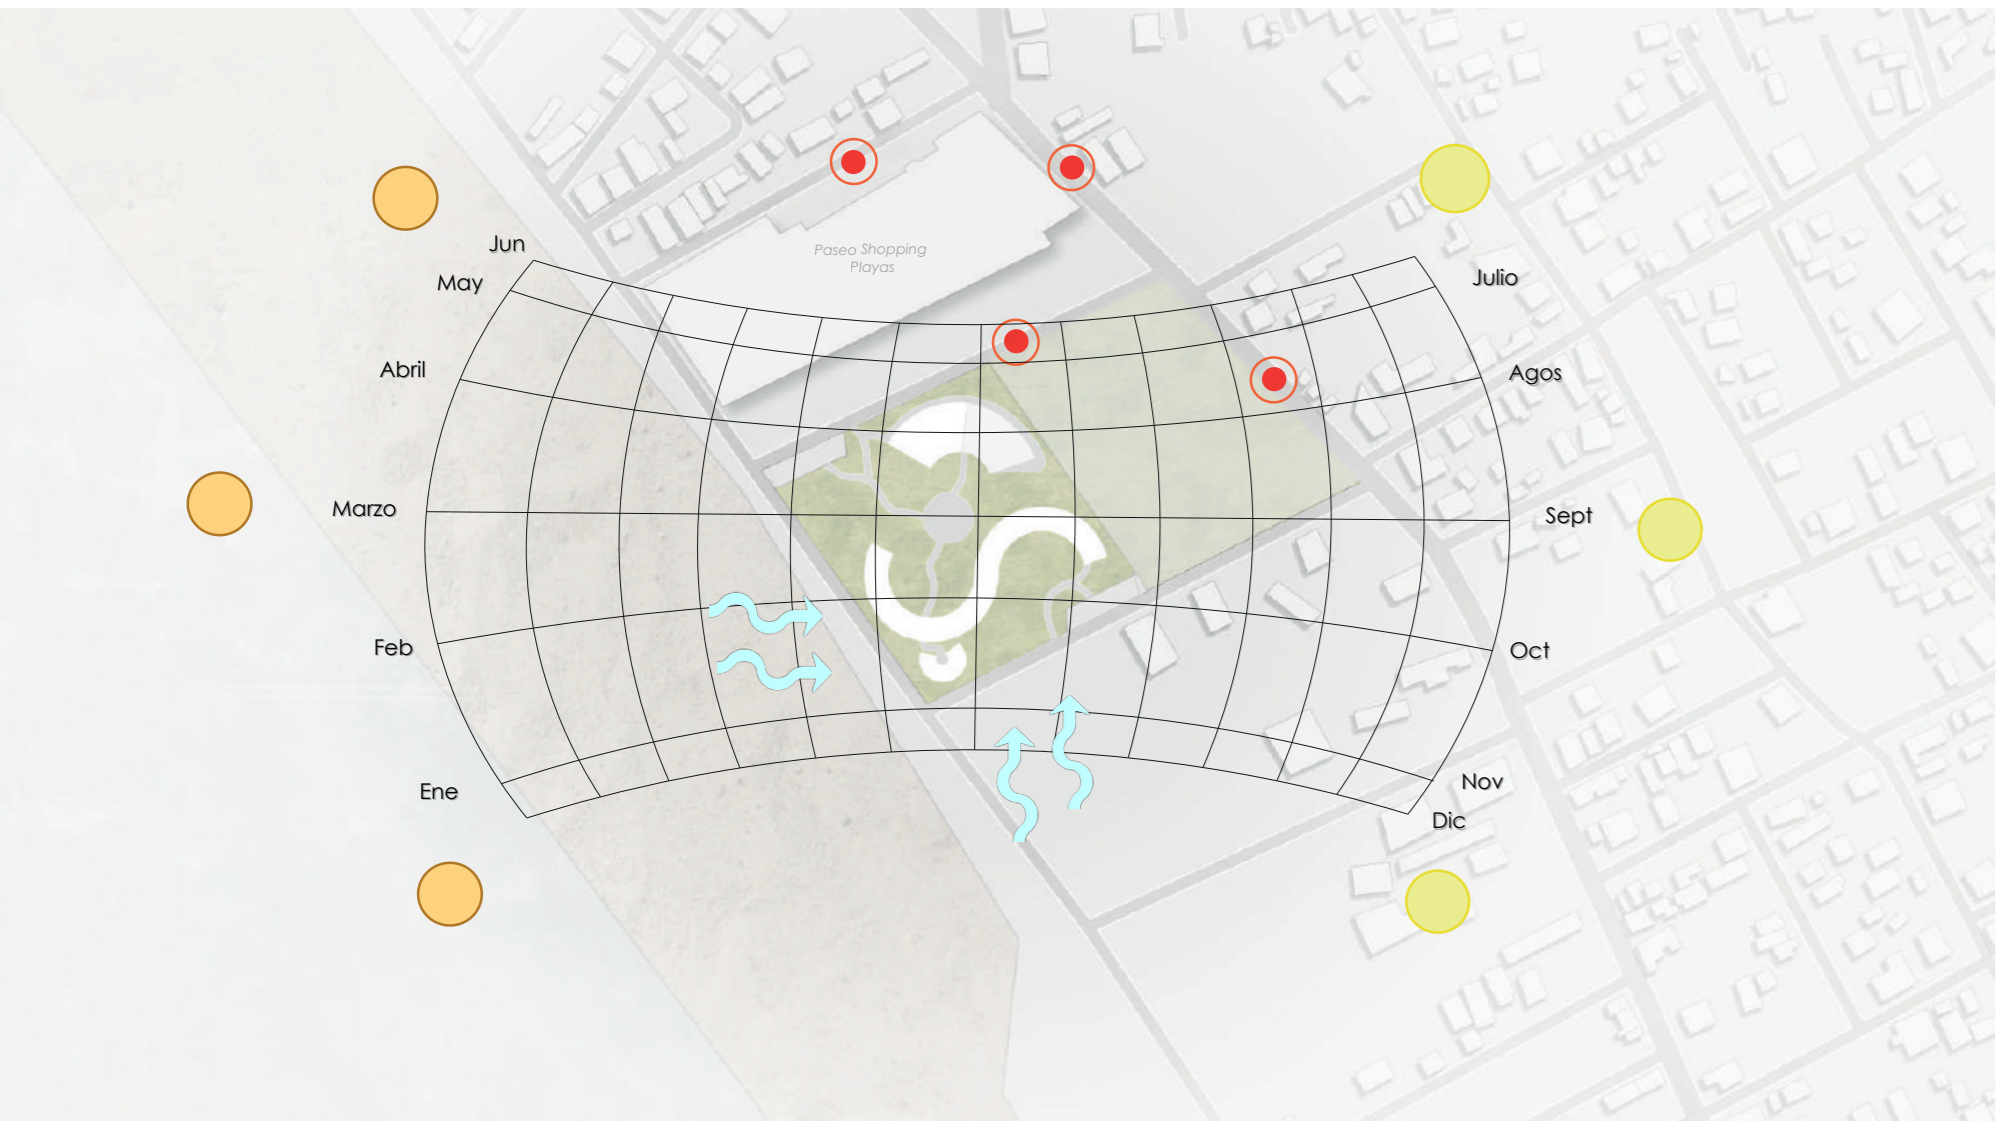 Paseo Shopping
Playas
Jun
May
Abril
Marzo
Feb
Ene
Julio
Agos
Sept
Oct
Nov
Dic